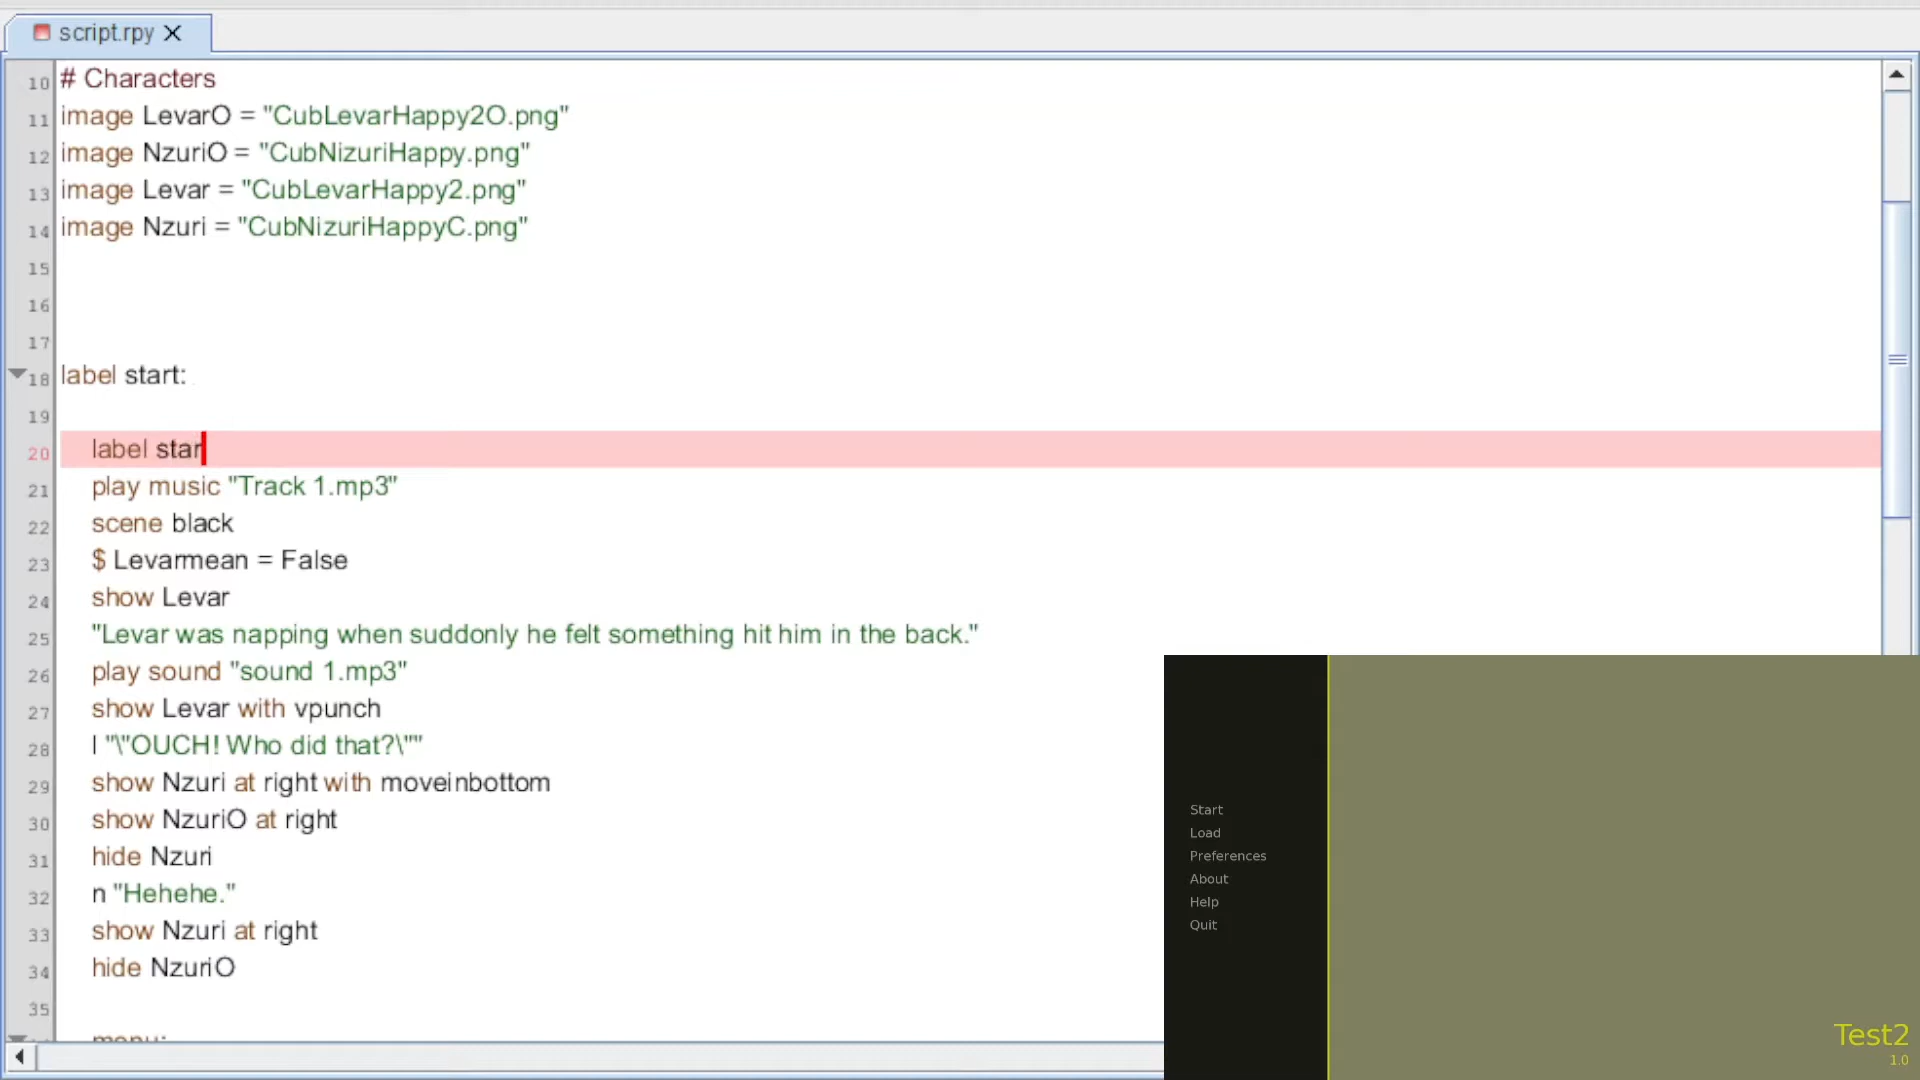 script.rpy
10 # Characters
11 image LevarO = "CubLevarHappy2O.png"
12 image NzuriO = "CubNizuriHappy.png"
13 image Levar = "CubLevarHappy2.png"
14 image Nzuri = "CubNizuriHappyC.png"
15
16
17
18 label start:
19
20 label star
21 play music "Track 1.mp3"
22 scene black
23 $ Levarmean = False
24 show Levar
25 "Levar was napping when suddonly he felt something hit him in the back."
26 play sound "sound 1.mp3"
27 show Levar with vpunch
28 l "\"OUCH! Who did that?\""
29 show Nzuri at right with moveinbottom
30 show NzuriO at right
31 hide Nzuri
32 n "Hehehe."
33 show Nzuri at right
34 hide NzuriO
35
menu:
Start
Load
Preferences
About
Help
Quit
Test2
1.0